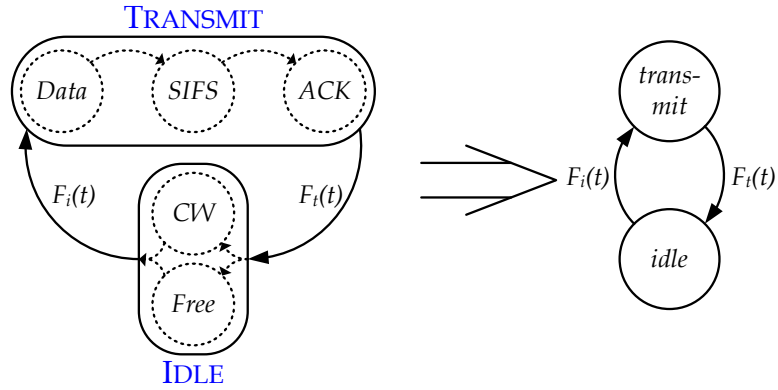 TRANSMIT
Data
SIFS
ACK
Fi(t)
Ft(t)
CW
Free
IDLE
trans-
mit
Fi(t)
Ft(t)
idle